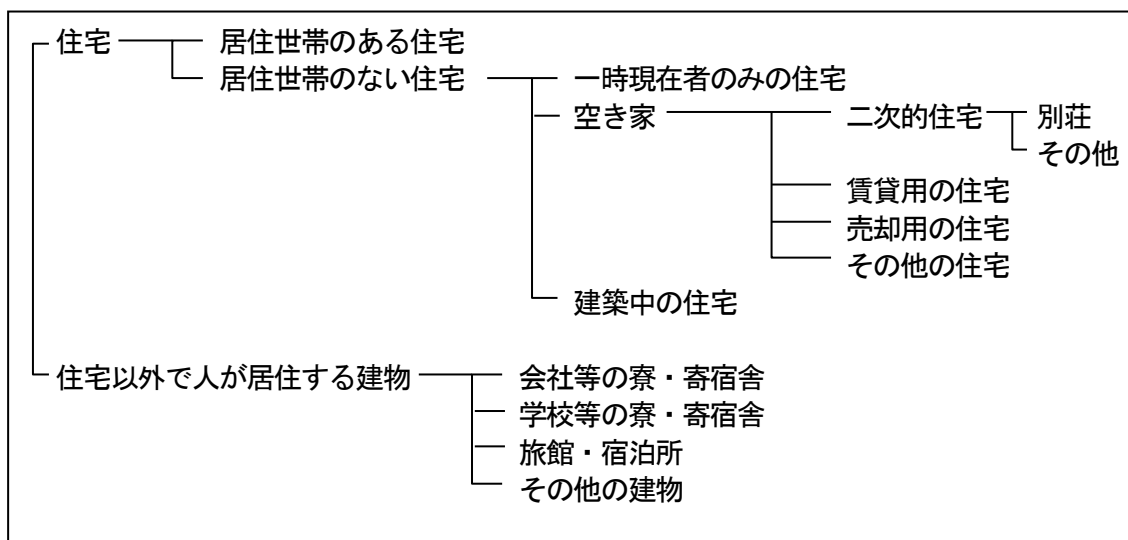 住宅 居住世帯のある住宅
居住世帯のない住宅 一時現在者のみの住宅
空き家 二次的住宅 別荘
その他
賃貸用の住宅
売却用の住宅
その他の住宅
建築中の住宅
住宅以外で人が居住する建物 会社等の寮・寄宿舎
学校等の寮・寄宿舎
旅館・宿泊所
その他の建物